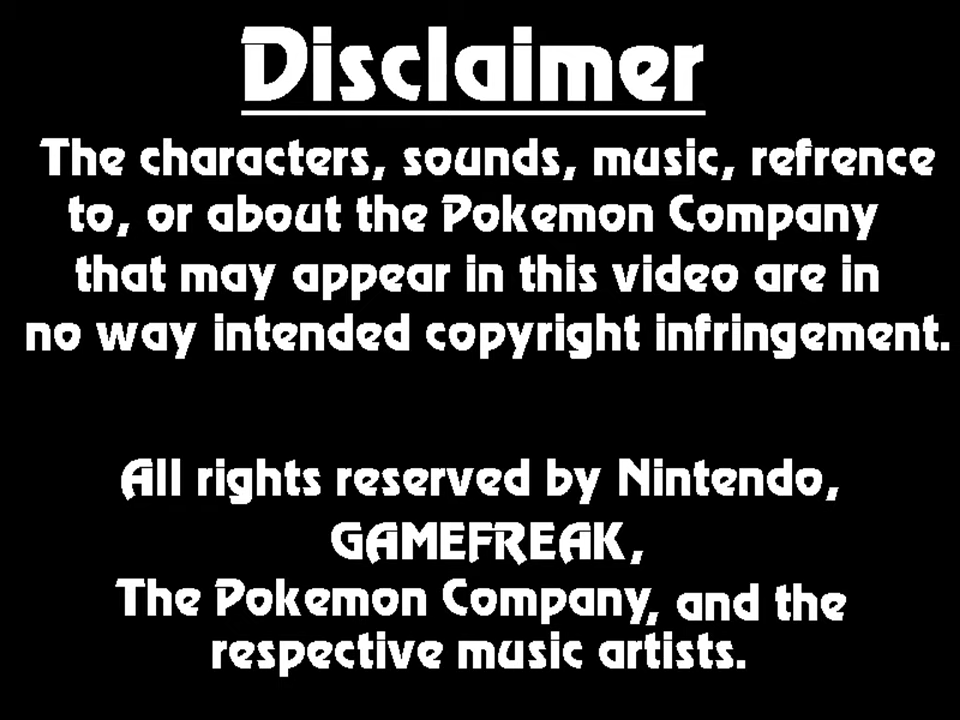 Disclaimer
The characters, sounds, music, refrence
to, or about the Pokemon Company
that may appear in this video are in
no way intended copyright infringement.
All rights reserved by Nintendo,
GAMEFREAK,
The Pokemon Company, and the
respective music artists.